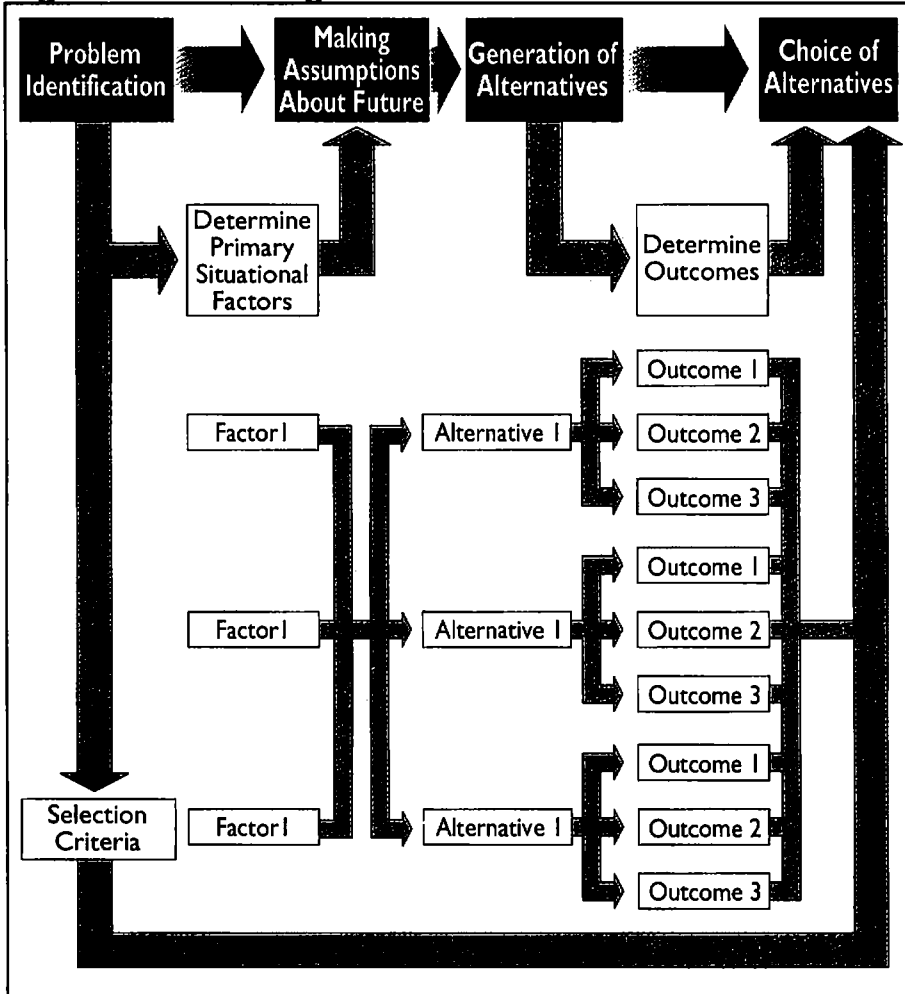 Problem
Identification
Making
Assumptions
About Future
Generation of
Alternatives
Choice of
Alternatives
Determine
Primary
Situational
Factors
Determine
Outcomes
Outcome 1
Factor1
Alternative 1
Outcome 2
Outcome 3
Outcome 1
Factor1
Alternative 1
Outcome 2
Outcome 3
Outcome 1
Selection
Criteria
Factor1
Alternative 1
Outcome 2
Outcome 3